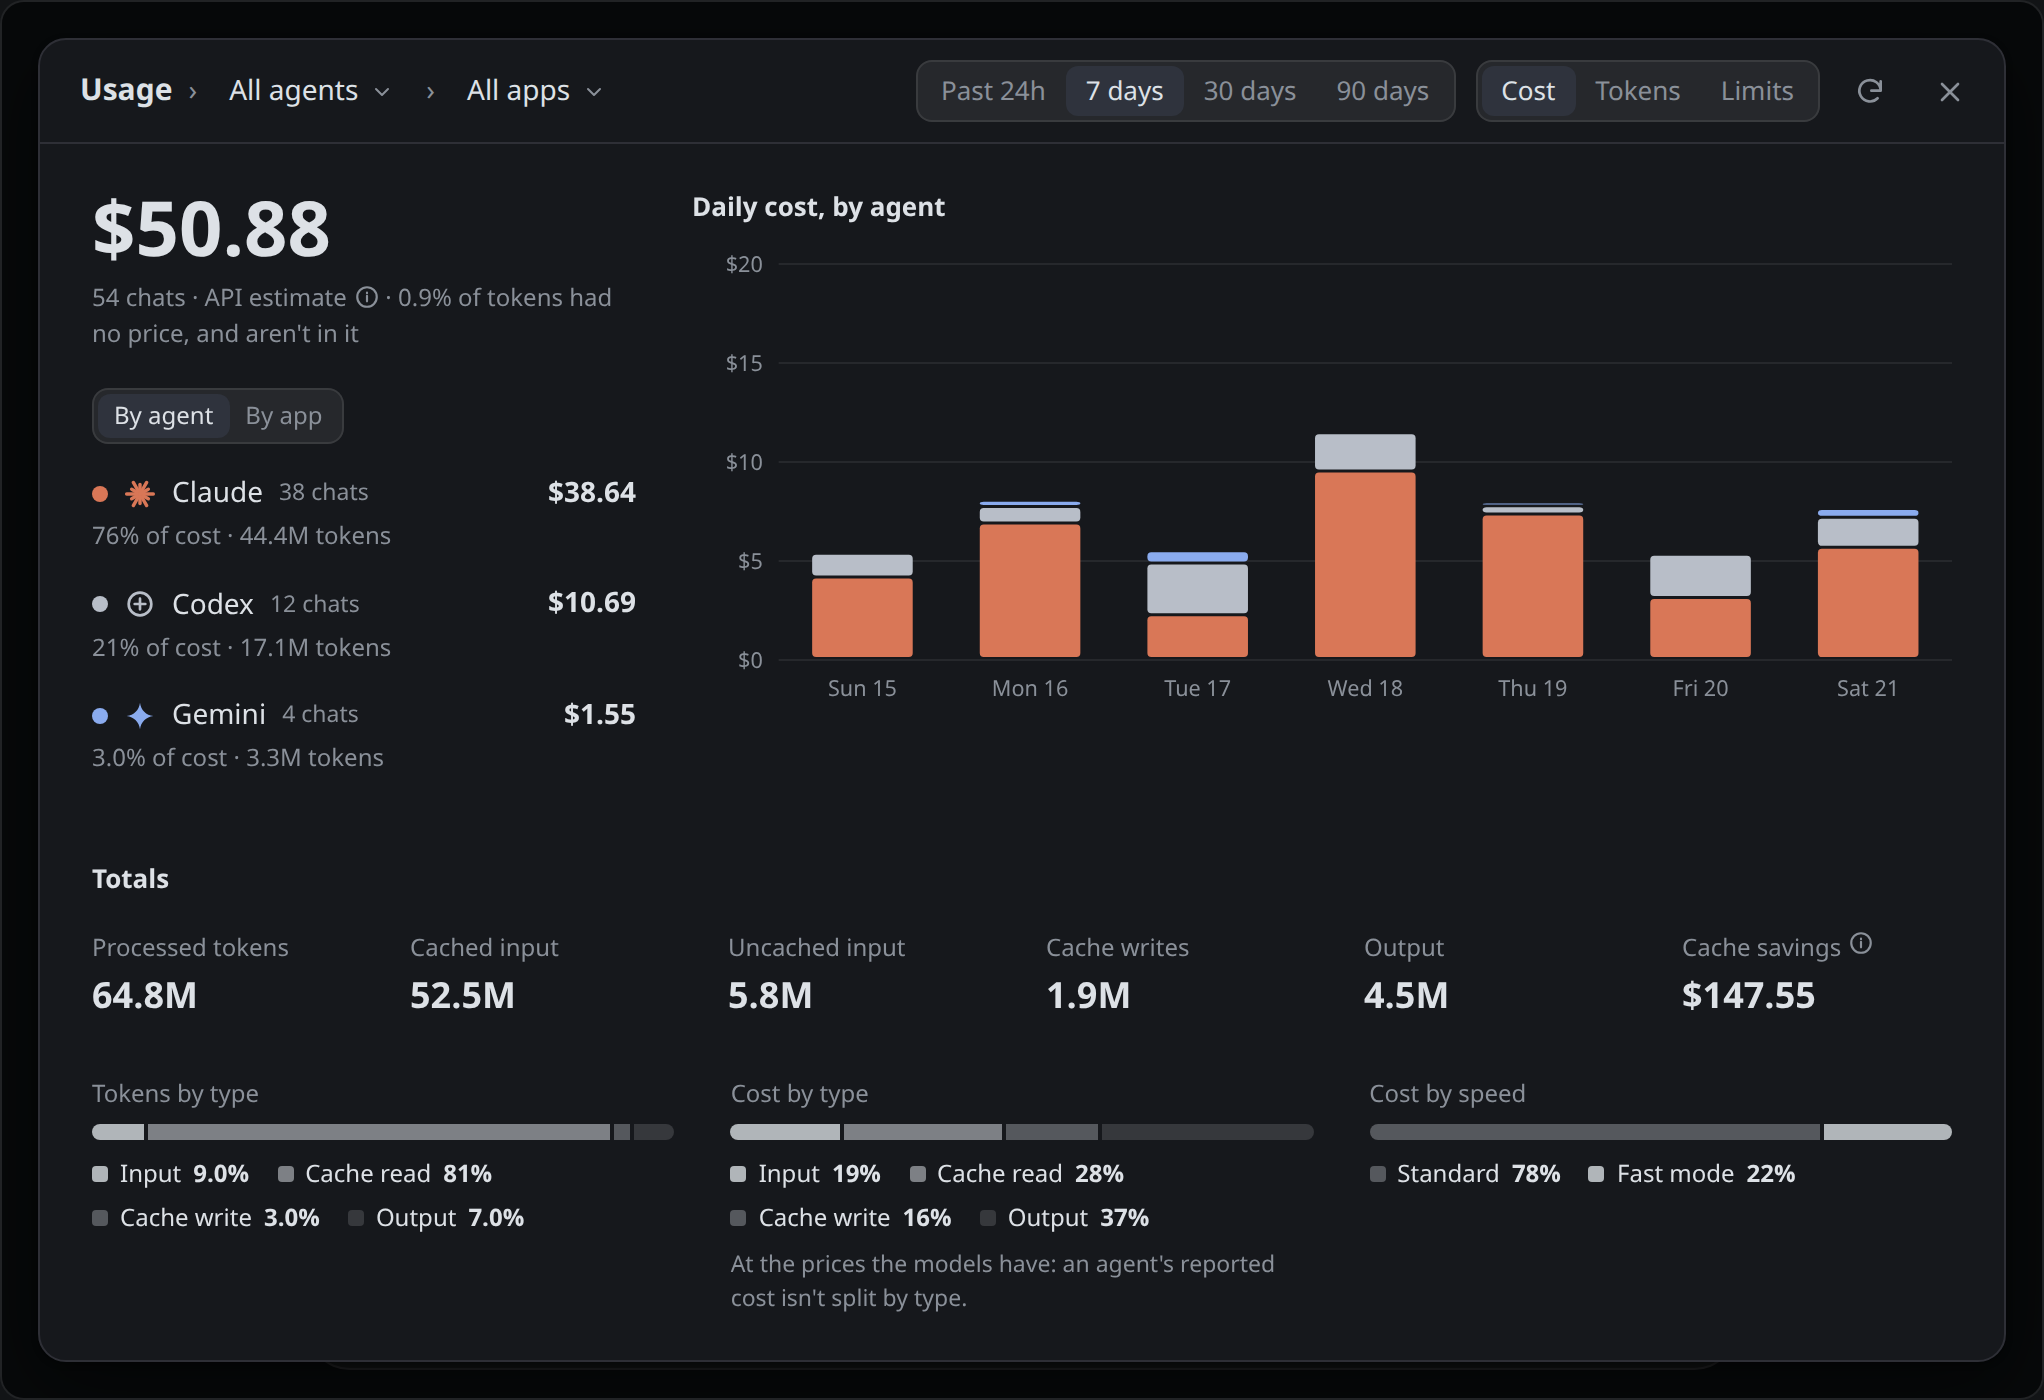 Usage › All agents › All apps
Past 24h 7 days 30 days 90 days
Cost Tokens Limits
$50.88
54 chats · API estimate · 0.9% of tokens had
no price, and aren't in it
By agent By app
Claude 38 chats $38.64
76% of cost · 44.4M tokens
Codex 12 chats $10.69
21% of cost · 17.1M tokens
Gemini 4 chats $1.55
3.0% of cost · 3.3M tokens
Daily cost, by agent
$20
$15
$10
$5
$0
Sun 15 Mon 16 Tue 17 Wed 18 Thu 19 Fri 20 Sat 21
Totals
Processed tokens
64.8M
Cached input
52.5M
Uncached input
5.8M
Cache writes
1.9M
Output
4.5M
Cache savings
$147.55
Tokens by type
Input 9.0% Cache read 81%
Cache write 3.0% Output 7.0%
Cost by type
Input 19% Cache read 28%
Cache write 16% Output 37%
At the prices the models have: an agent's reported
cost isn't split by type.
Cost by speed
Standard 78% Fast mode 22%